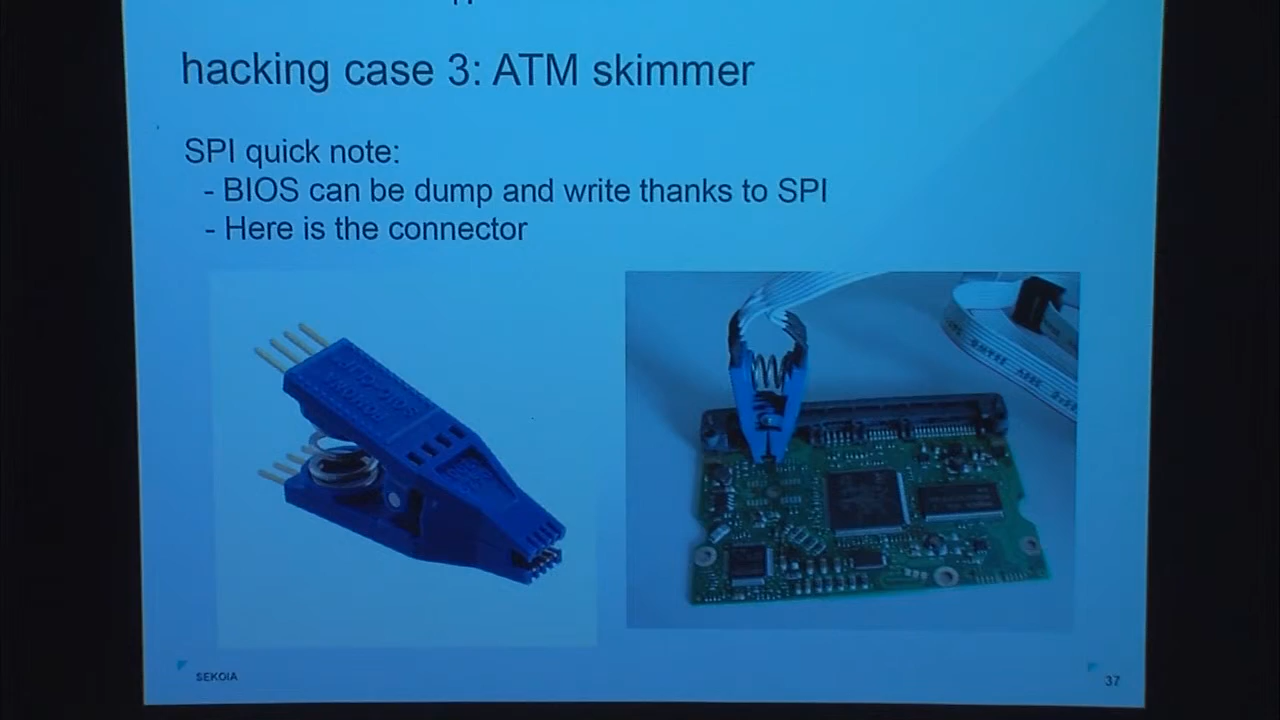 hacking case 3: ATM skimmer
SPI quick note:
- BIOS can be dump and write thanks to SPI
- Here is the connector
SEKOIA
37